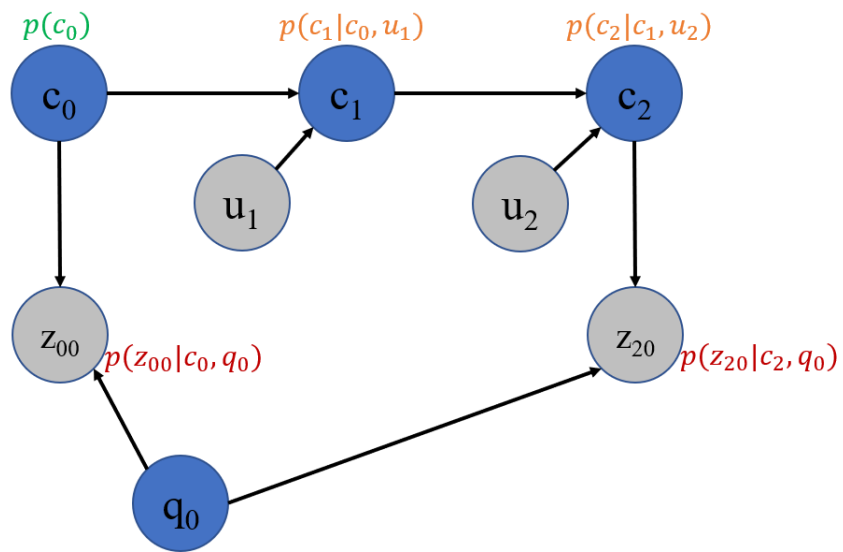 p(c₀) p(c₁|c₀, u₁) p(c₂|c₁, u₂)
c₀ c₁ c₂
u₁ u₂
z₀₀ z₂₀
p(z₀₀|c₀, q₀) p(z₂₀|c₂, q₀)
q₀